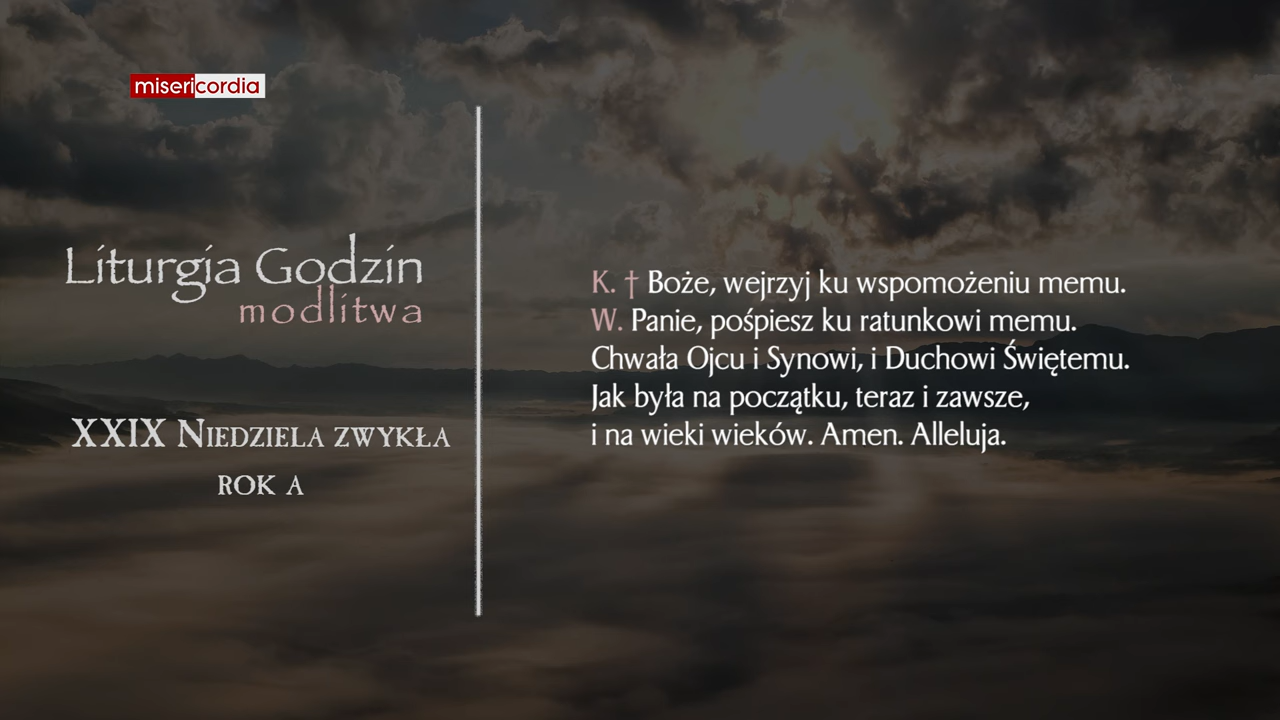 misericordia
Liturgia Godzin
modlitwa
XXIX Niedziela zwykła
rok A
K. † Boże, wejrzyj ku wspomożeniu memu.
W. Panie, pośpiesz ku ratunkowi memu.
Chwała Ojcu i Synowi, i Duchowi Świętemu.
Jak była na początku, teraz i zawsze,
i na wieki wieków. Amen. Alleluja.